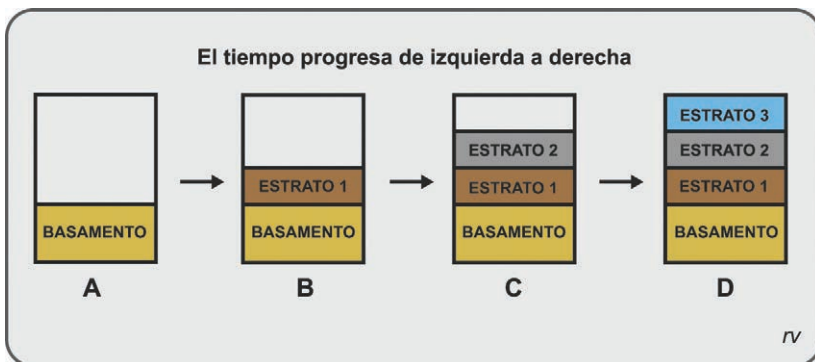 El tiempo progresa de izquierda a derecha
BASAMENTO
A
ESTRATO 1
BASAMENTO
B
ESTRATO 2
ESTRATO 1
BASAMENTO
C
ESTRATO 3
ESTRATO 2
ESTRATO 1
BASAMENTO
D
rv